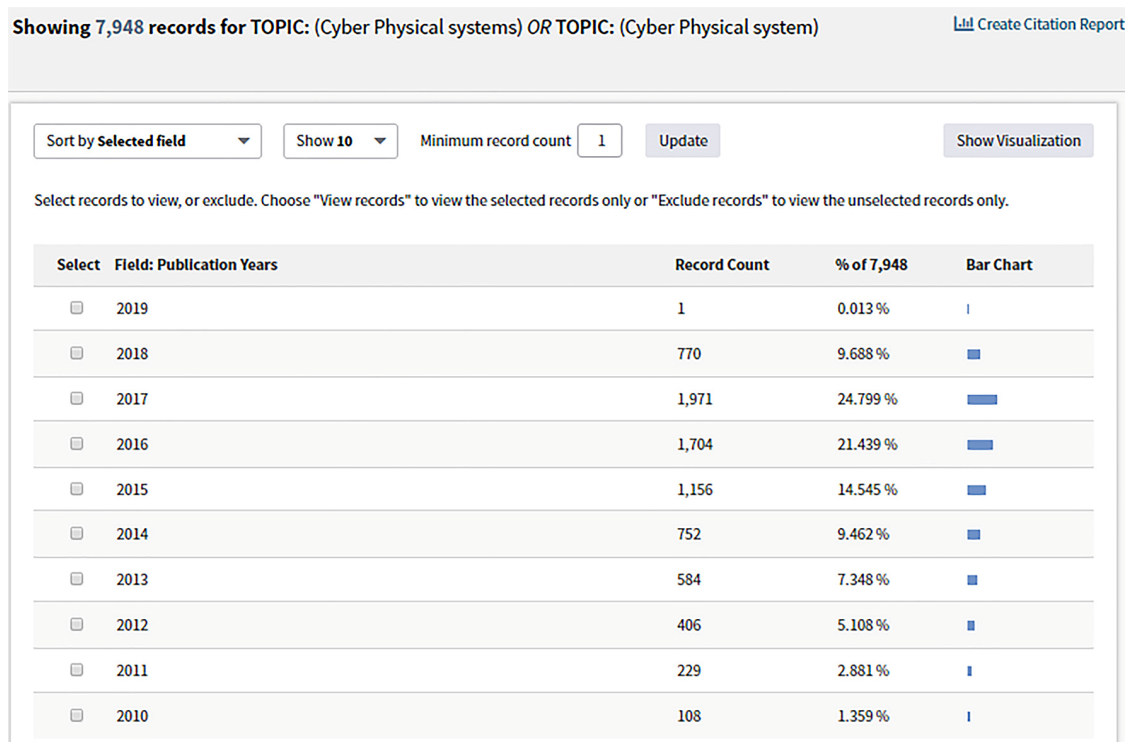 Showing 7,948 records for TOPIC: (Cyber Physical systems) OR TOPIC: (Cyber Physical system)
Create Citation Report
Sort by Selected field
Show 10
Minimum record count 1
Update
Show Visualization
Select records to view, or exclude. Choose "View records" to view the selected records only or "Exclude records" to view the unselected records only.
Select Field: Publication Years Record Count % of 7,948 Bar Chart
2019 1 0.013 %
2018 770 9.688 %
2017 1,971 24.799 %
2016 1,704 21.439 %
2015 1,156 14.545 %
2014 752 9.462 %
2013 584 7.348 %
2012 406 5.108 %
2011 229 2.881 %
2010 108 1.359 %